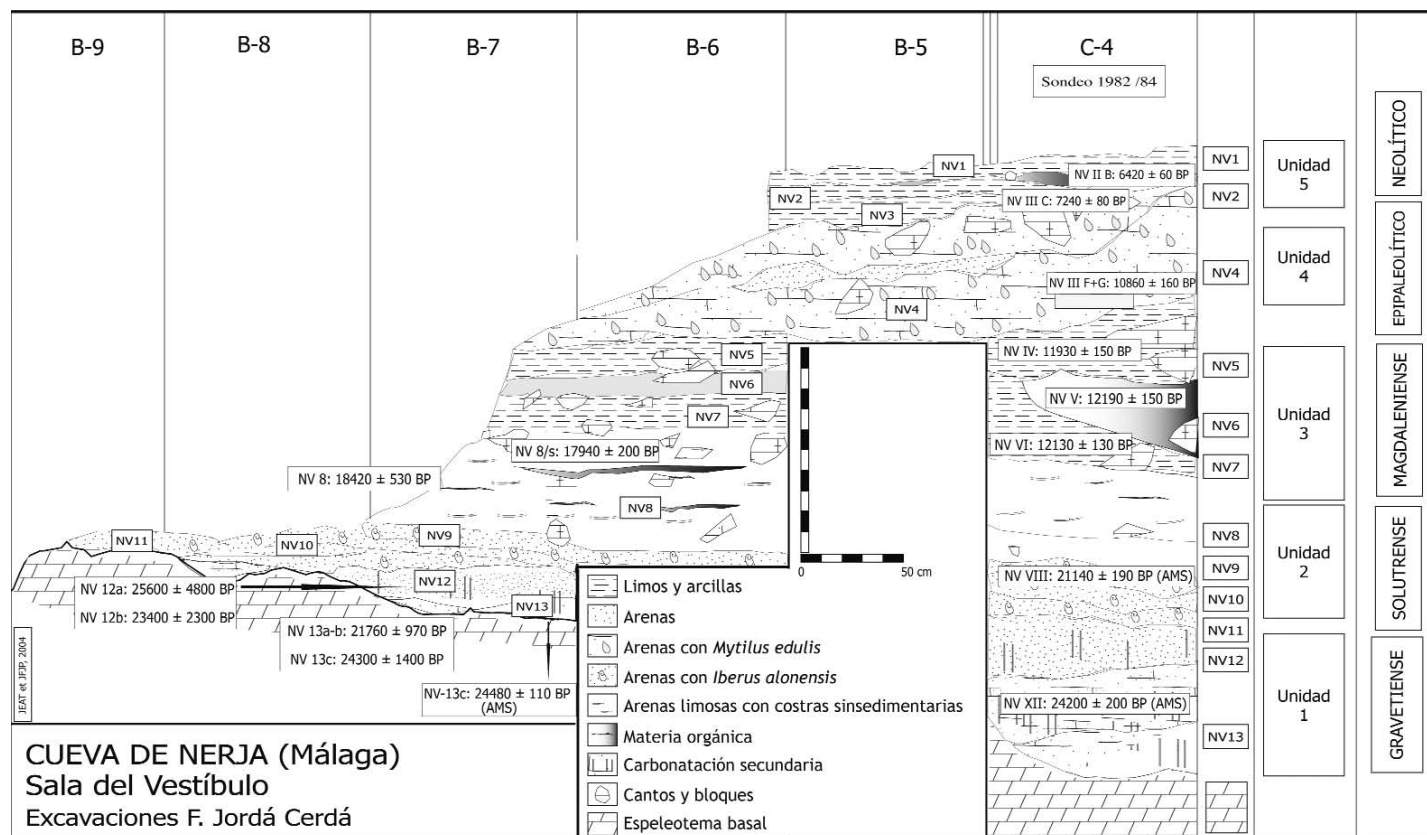 B-9
B-8
B-7
B-6
B-5
C-4
Sondeo 1982 /84
NV1
NV2
NV3
NV4
NV II B: 6420 ± 60 BP
NV III C: 7240 ± 80 BP
NV III F+G: 10860 ± 160 BP
NV IV: 11930 ± 150 BP
NV V: 12190 ± 150 BP
NV VI: 12130 ± 130 BP
NV VIII: 21140 ± 190 BP (AMS)
NV XII: 24200 ± 200 BP (AMS)
NV5
NV6
NV7
NV 8/s: 17940 ± 200 BP
NV 8: 18420 ± 530 BP
NV8
NV9
NV10
NV11
NV12
NV13
NV 12a: 25600 ± 4800 BP
NV 12b: 23400 ± 2300 BP
NV 13a-b: 21760 ± 970 BP
NV 13c: 24300 ± 1400 BP
NV-13c: 24480 ± 110 BP
(AMS)
0
50 cm
NV1
NV2
NV4
NV5
NV6
NV7
NV8
NV9
NV10
NV11
NV12
NV13
Unidad
5
Unidad
4
Unidad
3
Unidad
2
Unidad
1
NEOLÍTICO
EPIPALEOLÍTICO
MAGDALENIENSE
SOLUTRENSE
GRAVETIENSE
Limos y arcillas
Arenas
Arenas con Mytilus edulis
Arenas con Iberus alonensis
Arenas limosas con costras sinsedimentarias
Materia orgánica
Carbonatación secundaria
Cantos y bloques
Espeleotema basal
JEAT et JFJP, 2004
CUEVA DE NERJA (Málaga)
Sala del Vestíbulo
Excavaciones F. Jordá Cerdá